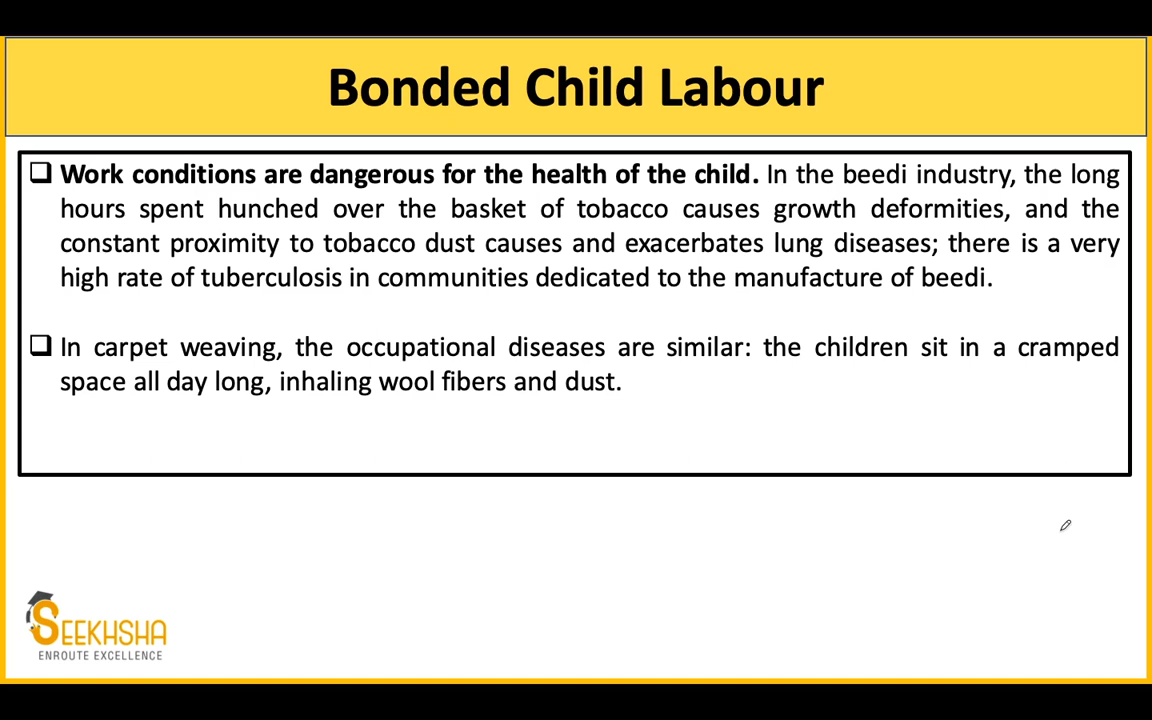 Bonded Child Labour
❑ Work conditions are dangerous for the health of the child. In the beedi industry, the long
hours spent hunched over the basket of tobacco causes growth deformities, and the
constant proximity to tobacco dust causes and exacerbates lung diseases; there is a very
high rate of tuberculosis in communities dedicated to the manufacture of beedi.
❑ In carpet weaving, the occupational diseases are similar: the children sit in a cramped
space all day long, inhaling wool fibers and dust.
SEEKHSHA
ENROUTE EXCELLENCE